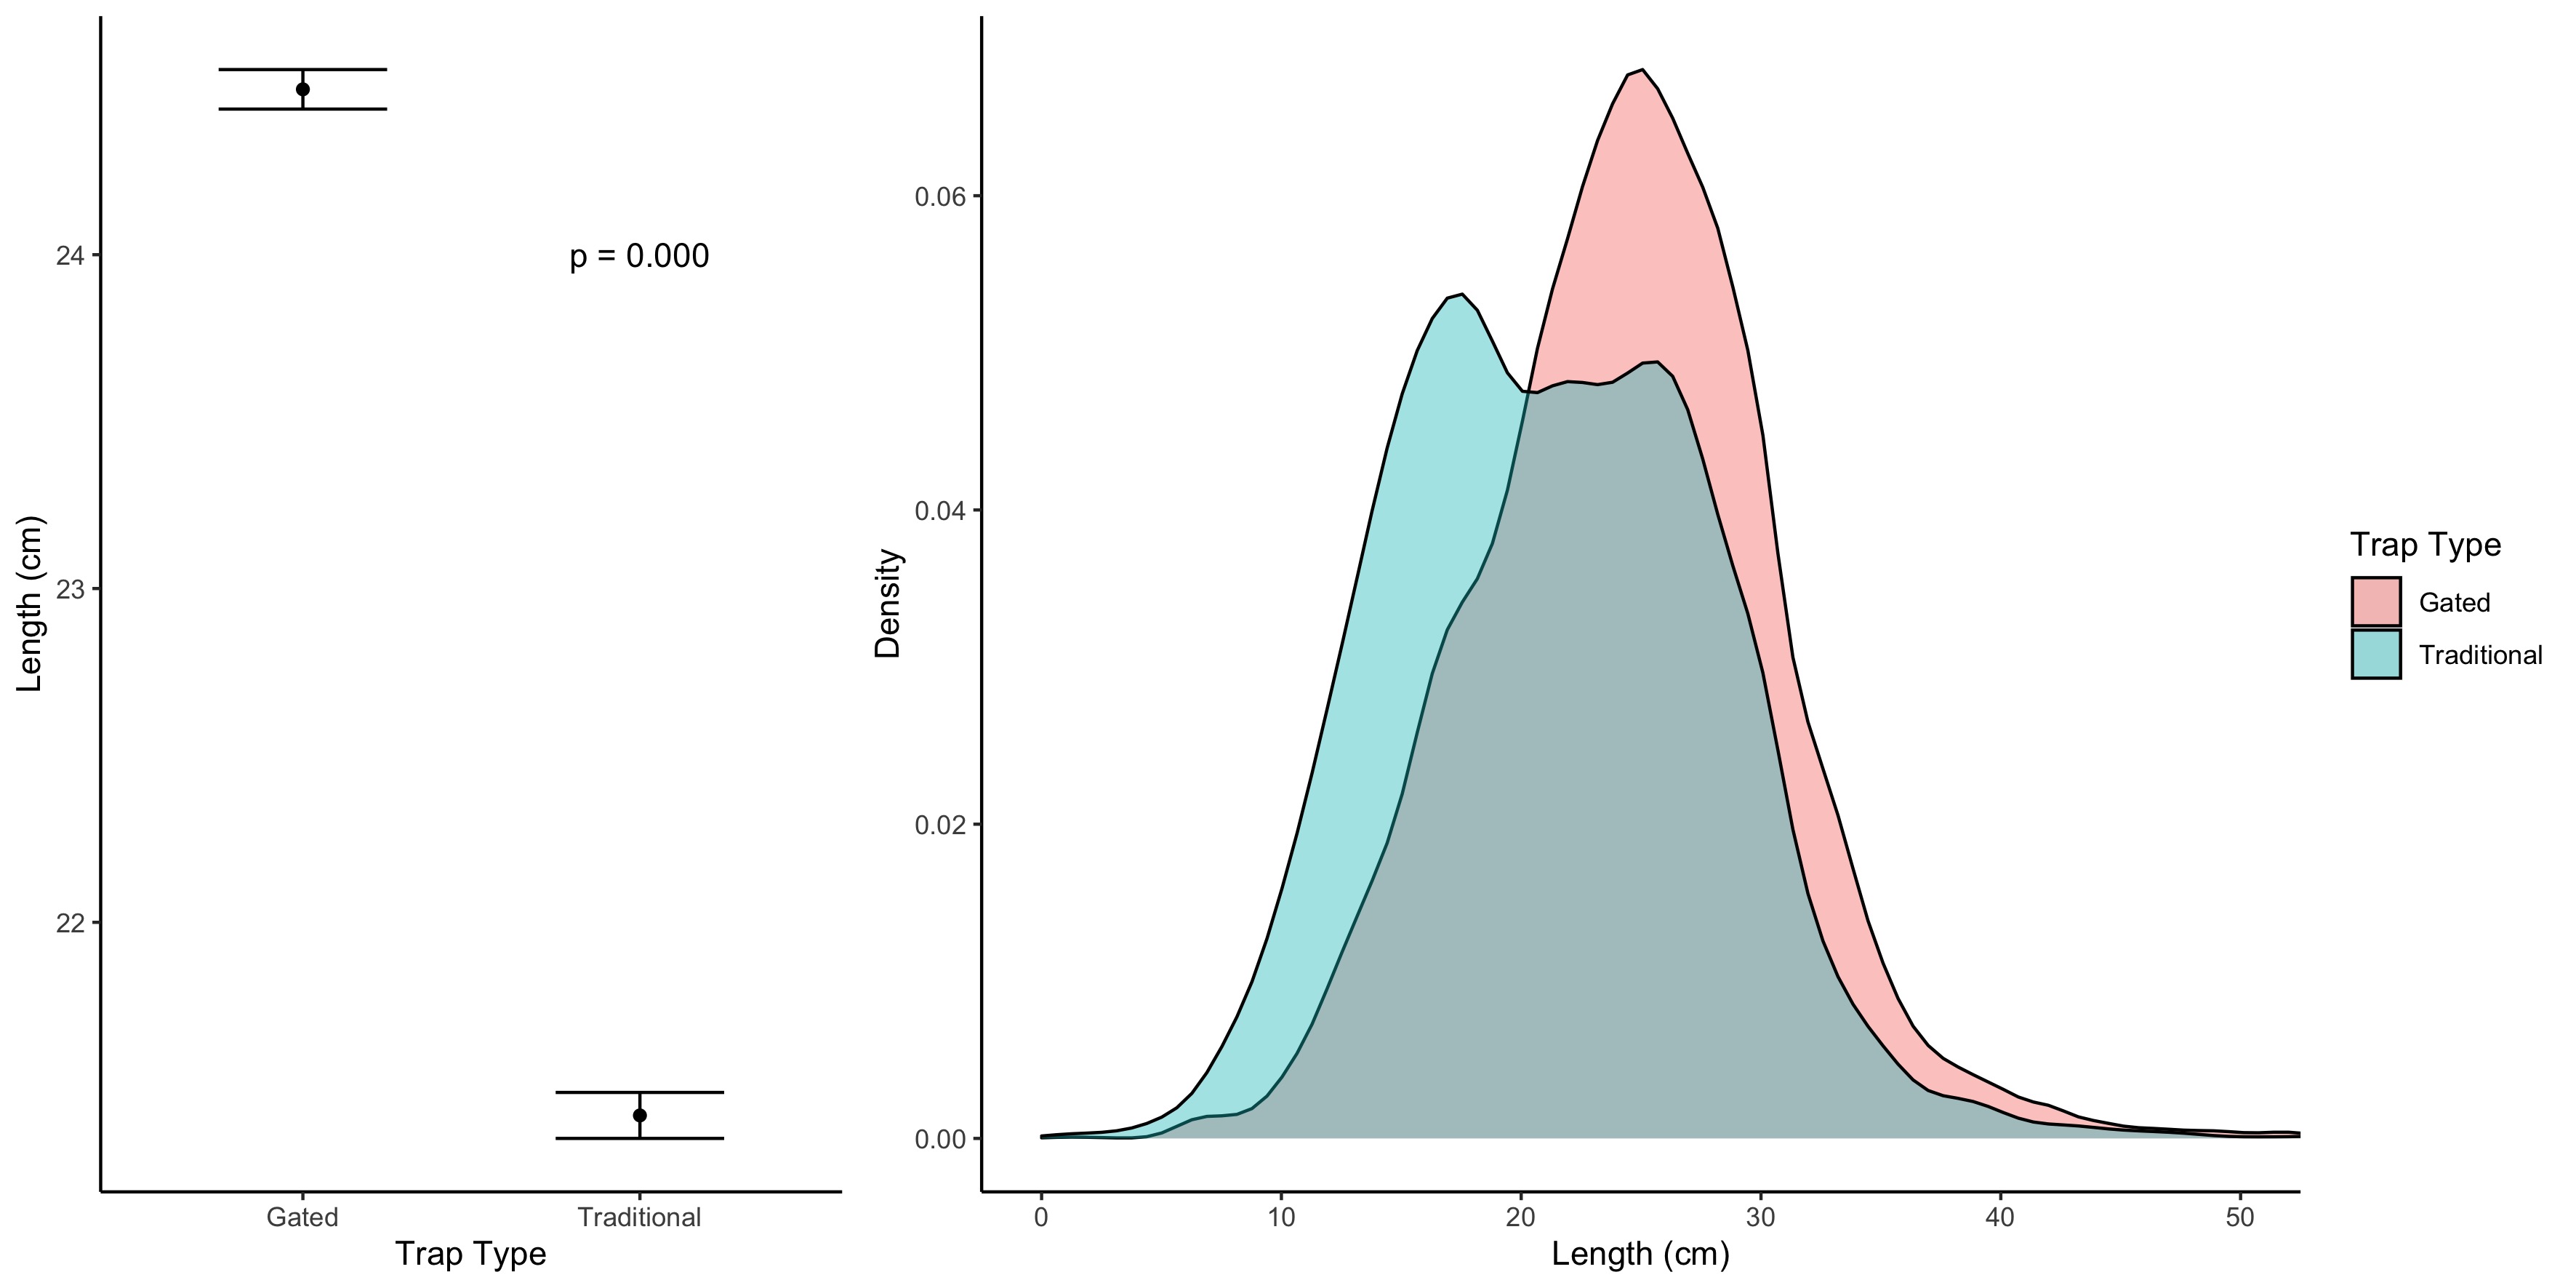 Length (cm)
24
23
22
p = 0.000
Gated
Traditional
Trap Type
Density
0.06
0.04
0.02
0.00
0
10
20
30
40
50
Length (cm)
Trap Type
Gated
Traditional